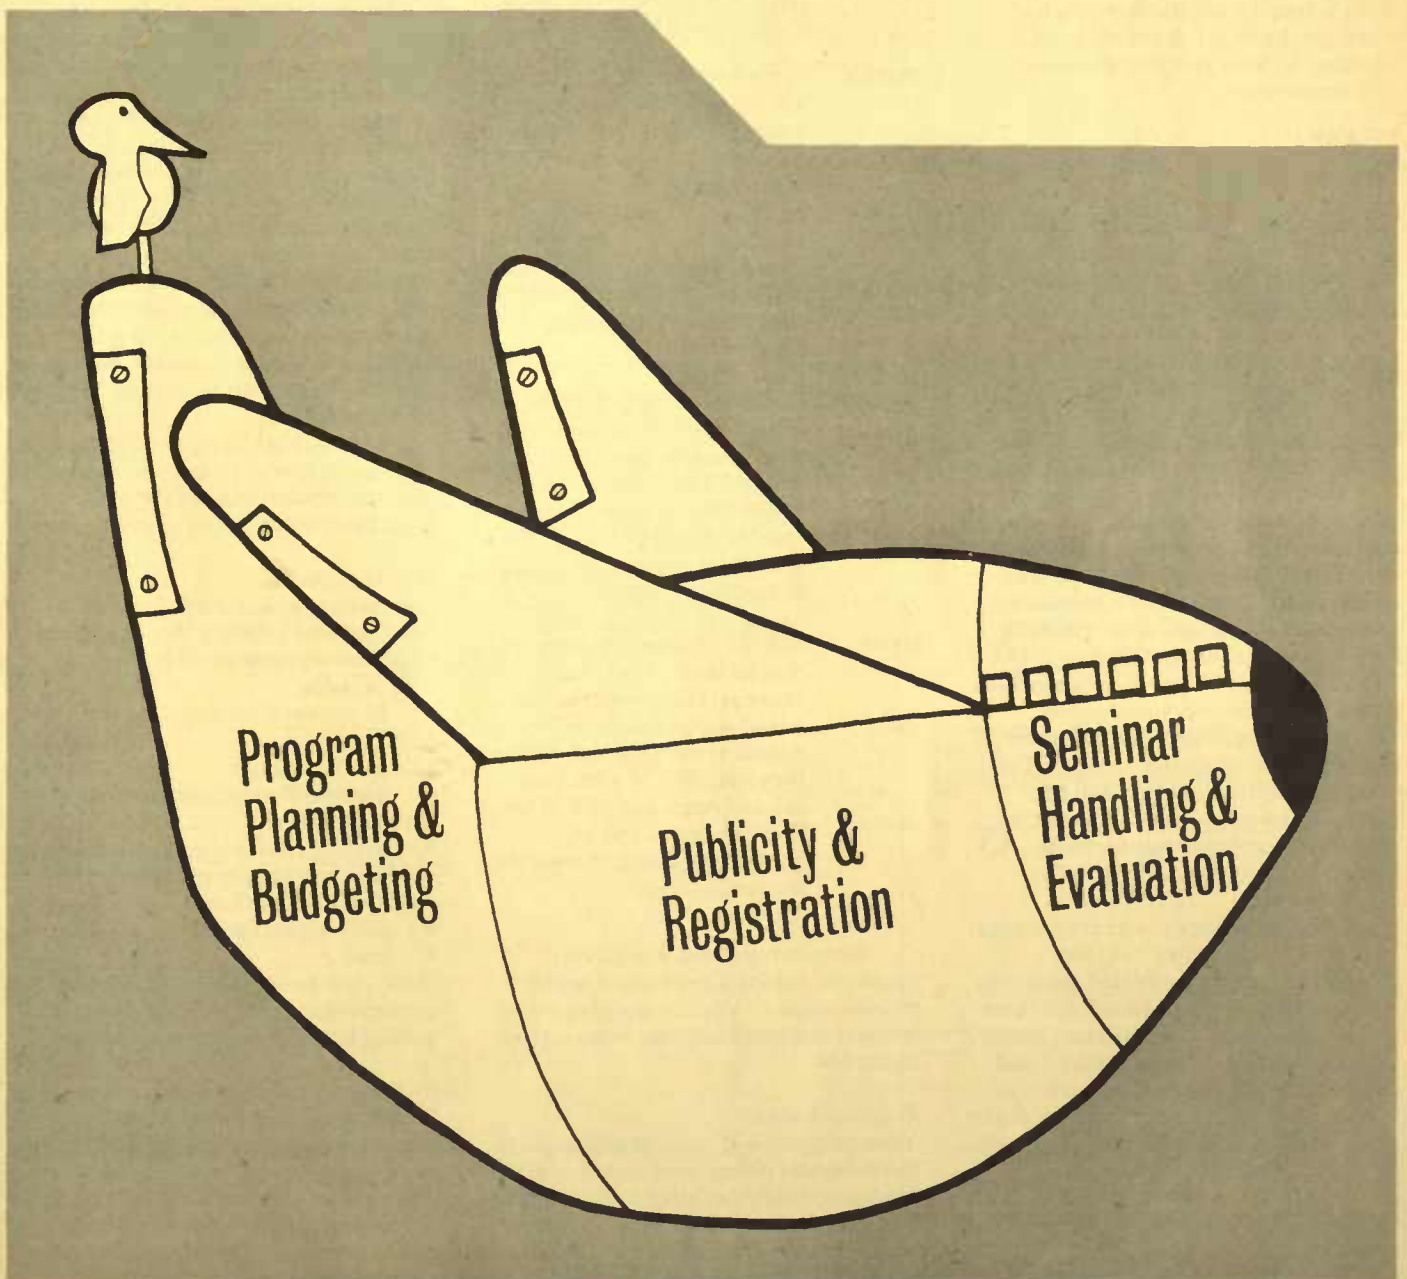 Program
Planning &
Budgeting
Publicity &
Registration
Seminar
Handling &
Evaluation